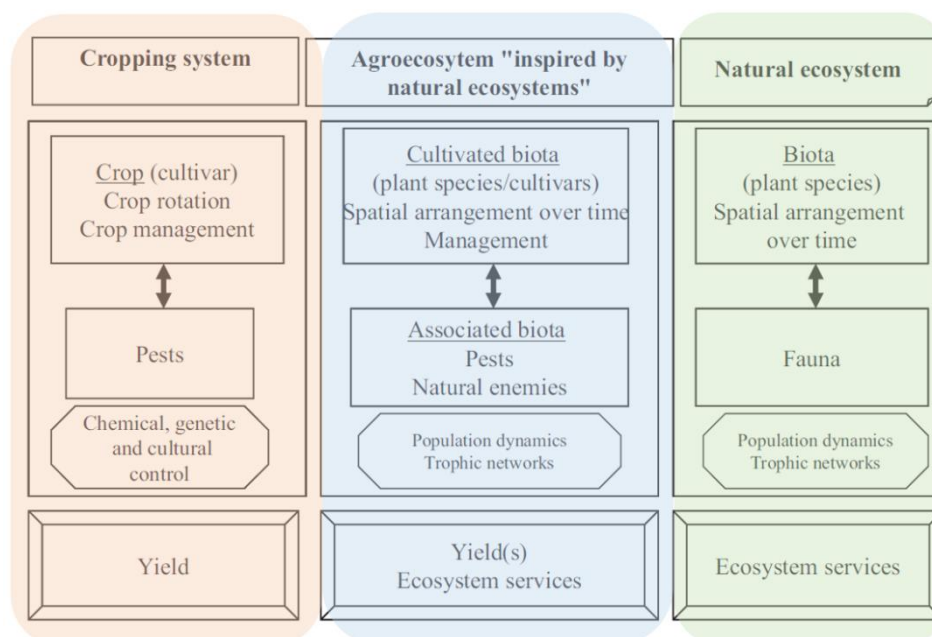 Cropping system
Agroecosytem "inspired by
natural ecosystems"
Natural ecosystem
Crop (cultivar)
Crop rotation
Crop management
Cultivated biota
(plant species/cultivars)
Spatial arrangement over time
Management
Biota
(plant species)
Spatial arrangement
over time
Pests
Associated biota
Pests
Natural enemies
Fauna
Chemical, genetic
and cultural
control
Population dynamics
Trophic networks
Population dynamics
Trophic networks
Yield
Yield(s)
Ecosystem services
Ecosystem services